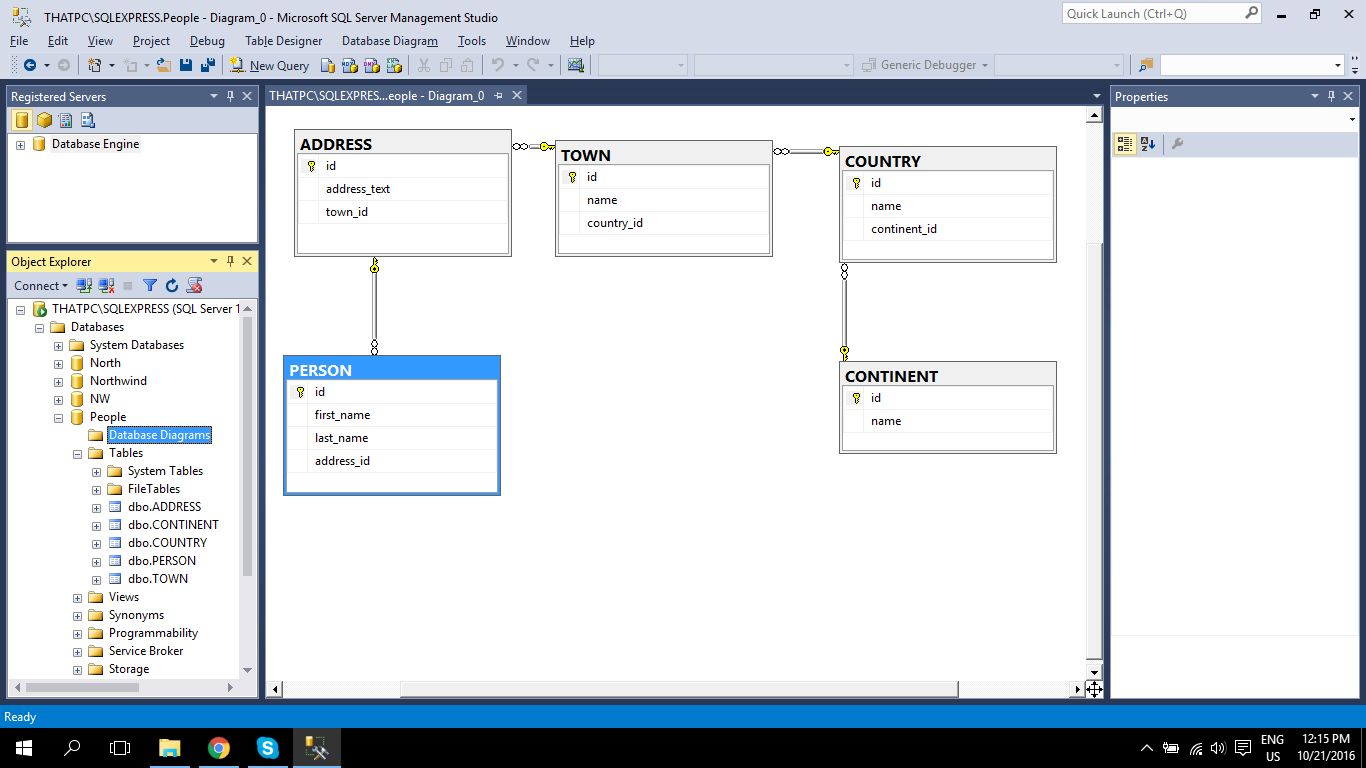 THATPC\SQLEXPRESS.People - Diagram_0 - Microsoft SQL Server Management Studio
Quick Launch (Ctrl+Q)
File Edit View Project Debug Table Designer Database Diagram Tools Window Help
New Query
Generic Debugger
Registered Servers
Database Engine
Object Explorer
Connect
THATPC\SQLEXPRESS (SQL Server 1
Databases
System Databases
North
Northwind
NW
People
Database Diagrams
Tables
System Tables
FileTables
dbo.ADDRESS
dbo.CONTINENT
dbo.COUNTRY
dbo.PERSON
dbo.TOWN
Views
Synonyms
Programmability
Service Broker
Storage
THATPC\SQLEXPRES...eople - Diagram_0
ADDRESS
id
address_text
town_id
TOWN
id
name
country_id
COUNTRY
id
name
continent_id
PERSON
id
first_name
last_name
address_id
CONTINENT
id
name
Properties
Ready
ENG
US
12:15 PM
10/21/2016